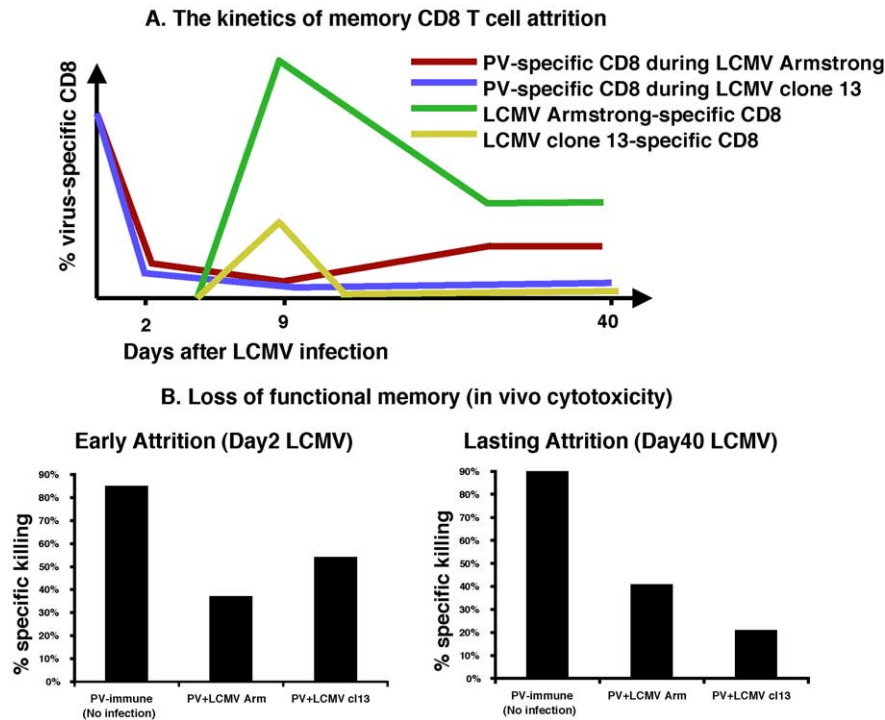 A. The kinetics of memory CD8 T cell attrition
% virus-specific CD8
PV-specific CD8 during LCMV Armstrong
PV-specific CD8 during LCMV clone 13
LCMV Armstrong-specific CD8
LCMV clone 13-specific CD8
2
9
40
Days after LCMV infection
B. Loss of functional memory (in vivo cytotoxicity)
Early Attrition (Day2 LCMV)
% specific killing
90%
80%
70%
60%
50%
40%
30%
20%
10%
0%
PV-immune
(No infection)
PV+LCMV Arm
PV+LCMV cl13
Lasting Attrition (Day40 LCMV)
% specific killing
90%
80%
70%
60%
50%
40%
30%
20%
10%
0%
PV-immune
(No infection)
PV+LCMV Arm
PV+LCMV cl13